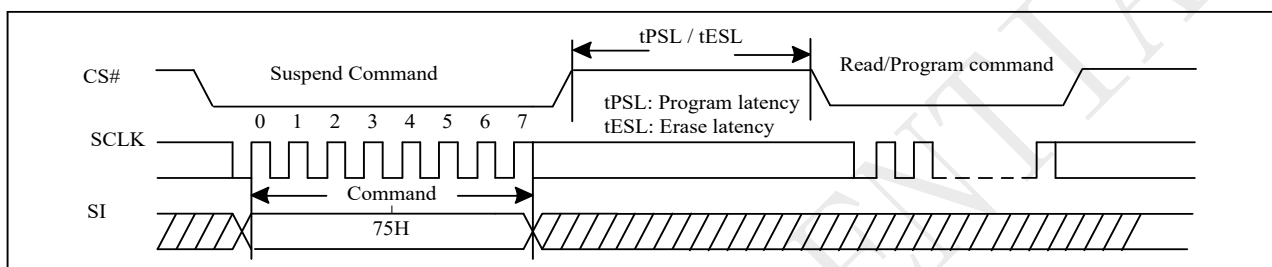 tPSL / tESL
CS#
Suspend Command
Read/Program command
tPSL: Program latency
tESL: Erase latency
0 1 2 3 4 5 6 7
SCLK
Command
SI
75H